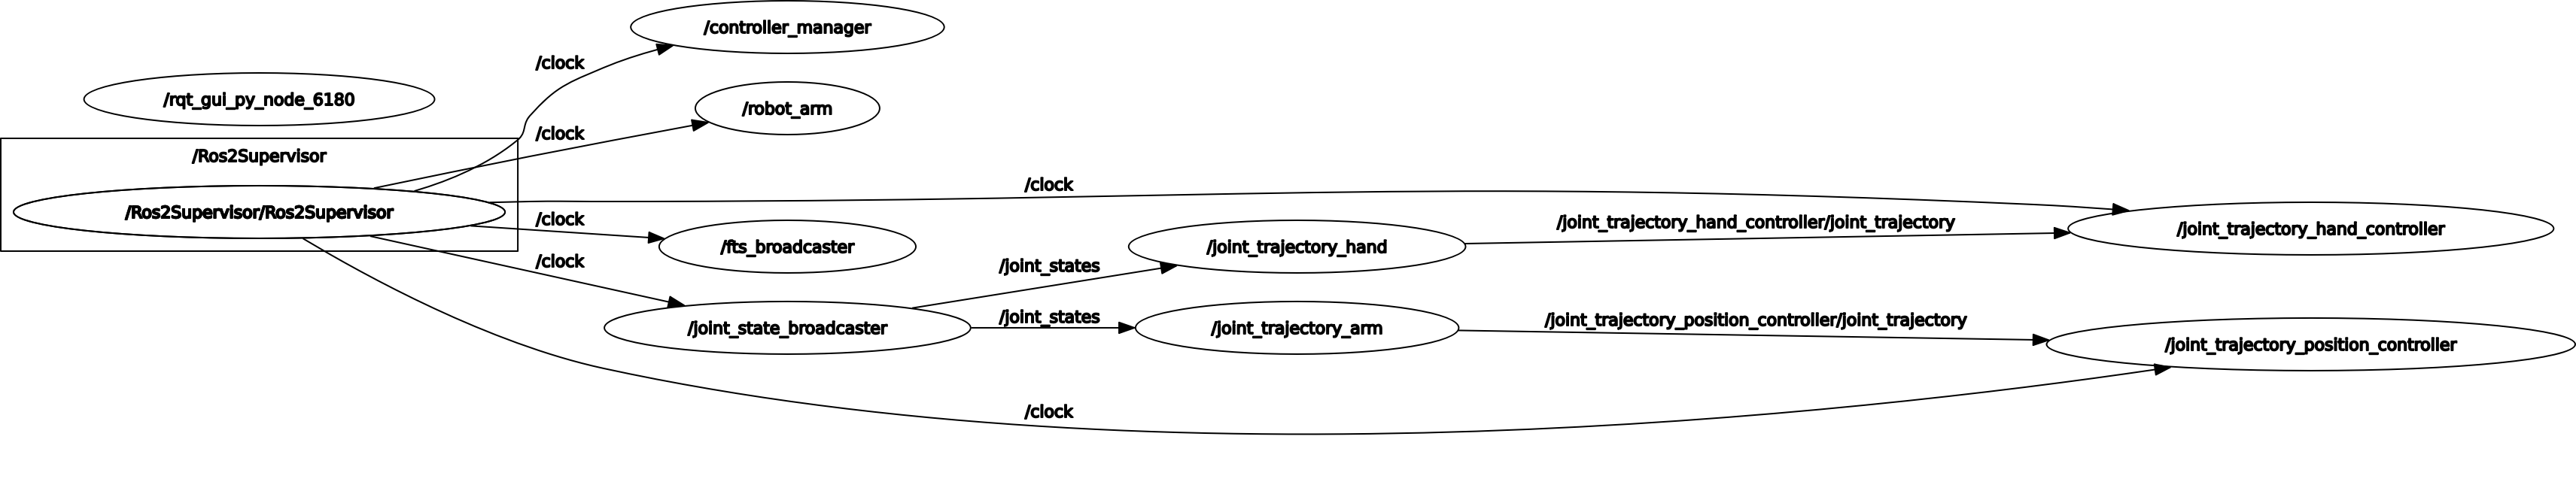 /controller_manager
/clock
/rqt_gui_py_node_6180
/robot_arm
/clock
/Ros2Supervisor
/clock
/Ros2Supervisor/Ros2Supervisor
/clock
/joint_trajectory_hand_controller/joint_trajectory
/joint_trajectory_hand_controller
/fts_broadcaster
/joint_trajectory_hand
/clock
/joint_states
/joint_states
/joint_trajectory_position_controller/joint_trajectory
/joint_state_broadcaster
/joint_trajectory_arm
/joint_trajectory_position_controller
/clock